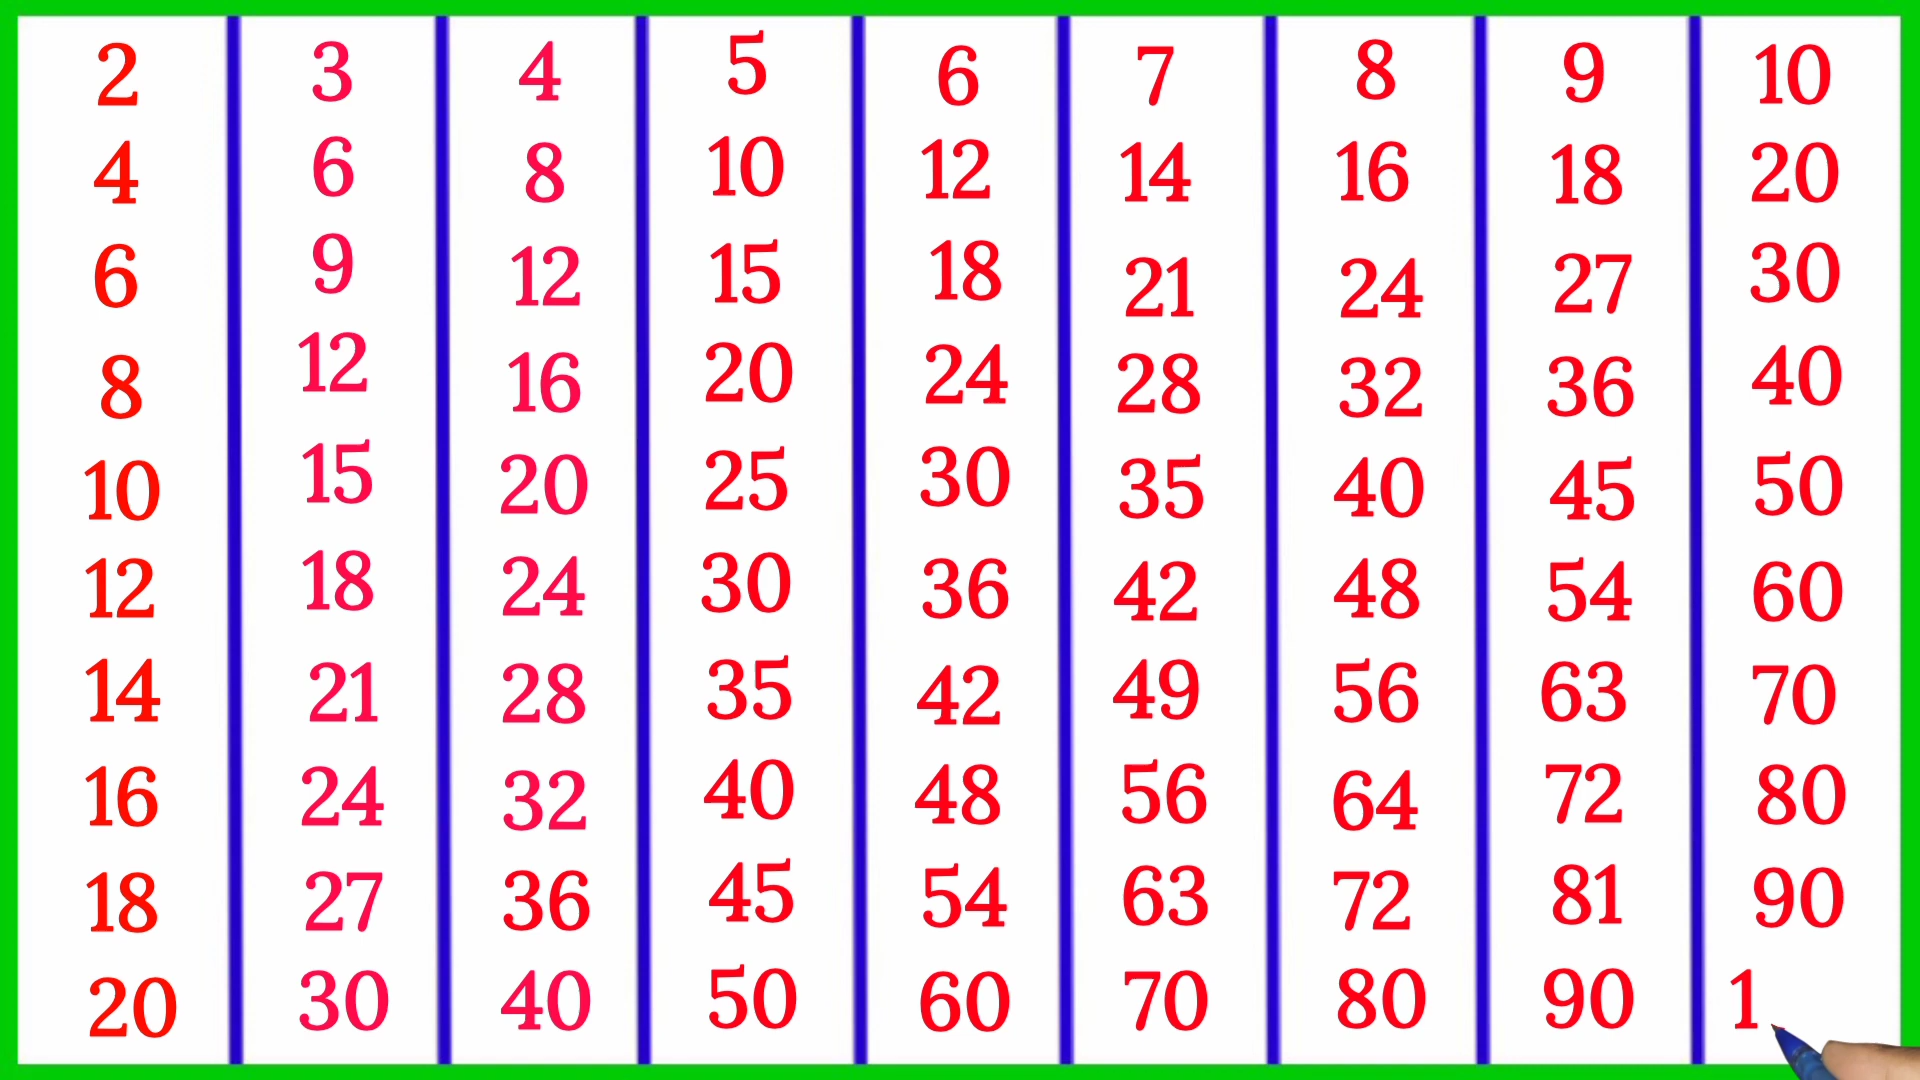 2 3 4 5 6 7 8 9 10
4 6 8 10 12 14 16 18 20
6 9 12 15 18 21 24 27 30
8 12 16 20 24 28 32 36 40
10 15 20 25 30 35 40 45 50
12 18 24 30 36 42 48 54 60
14 21 28 35 42 49 56 63 70
16 24 32 40 48 56 64 72 80
18 27 36 45 54 63 72 81 90
20 30 40 50 60 70 80 90 1